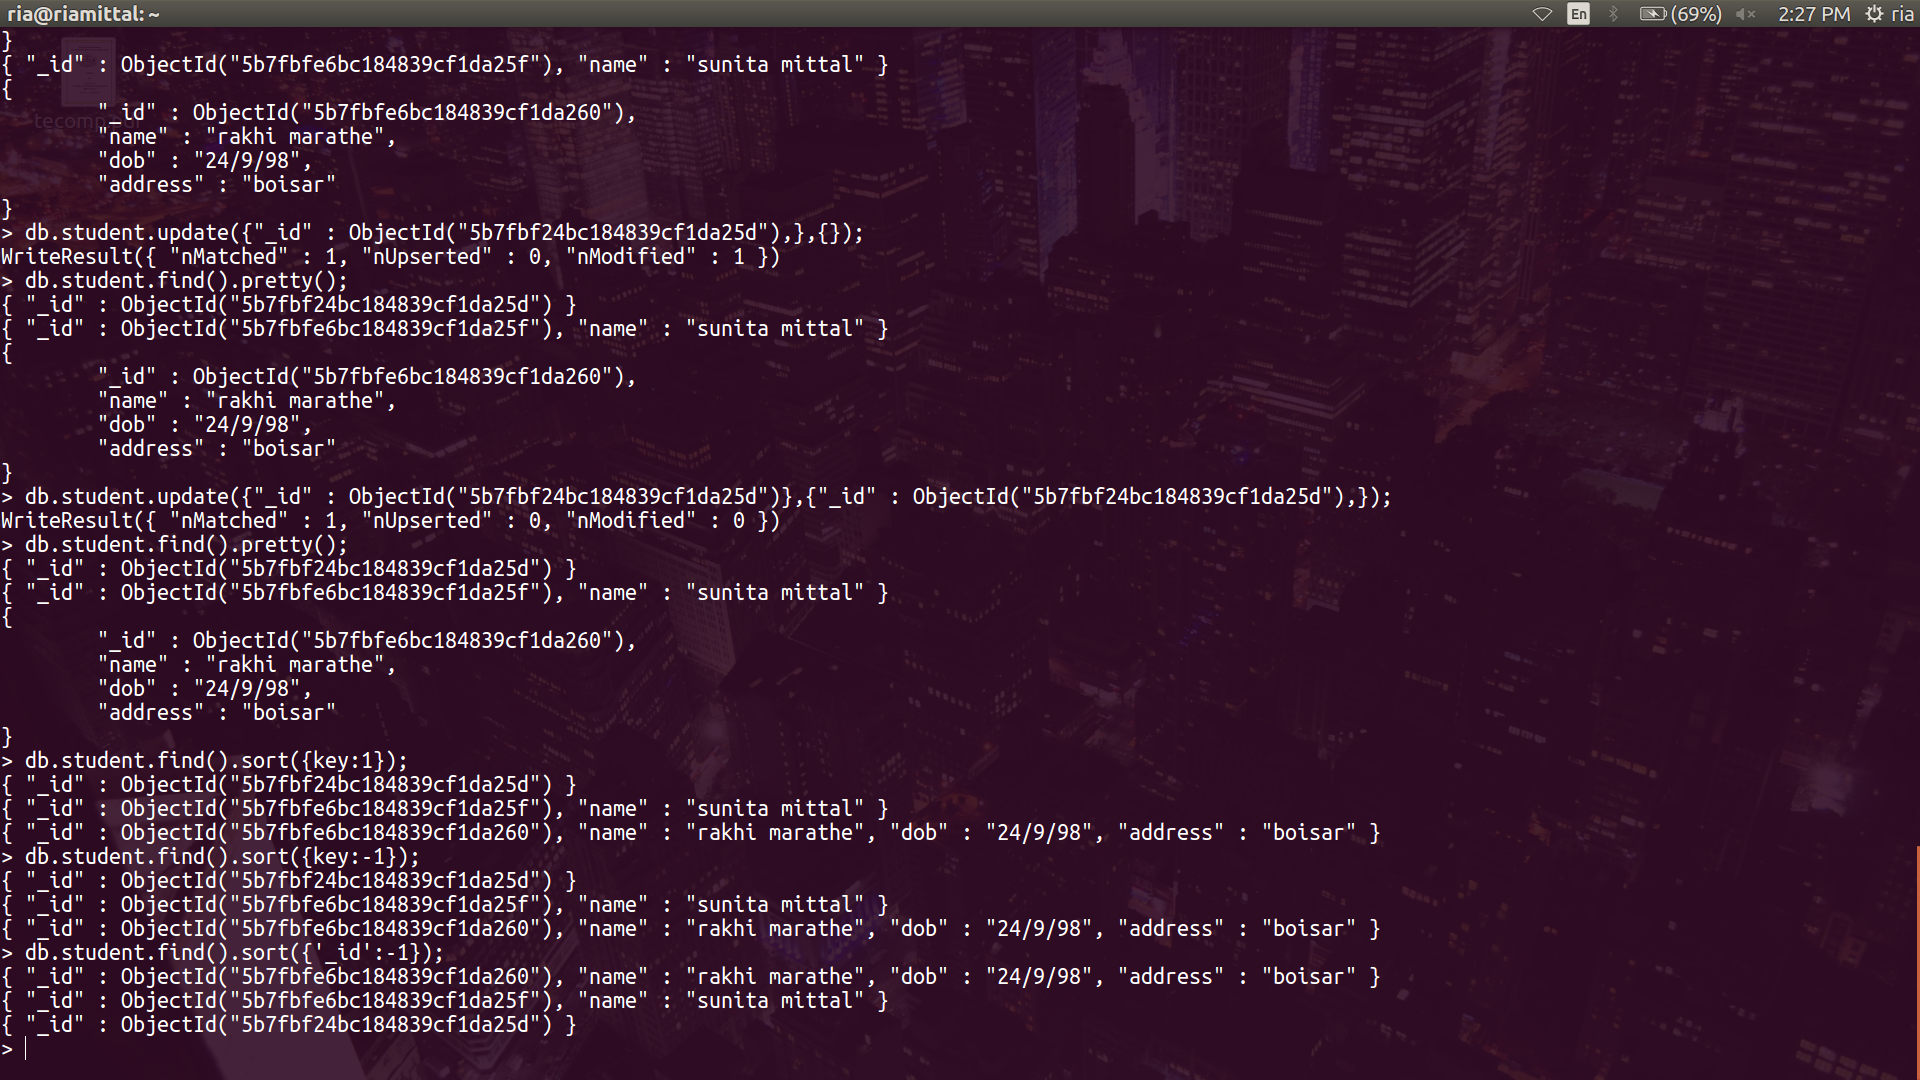 ria@riamittal: ~
En (69%) 2:27 PM ria
}
{ "_id" : ObjectId("5b7fbfe6bc184839cf1da25f"), "name" : "sunita mittal" }
{
"_id" : ObjectId("5b7fbfe6bc184839cf1da260"),
"name" : "rakhi marathe",
"dob" : "24/9/98",
"address" : "boisar"
}
> db.student.update({"_id" : ObjectId("5b7fbf24bc184839cf1da25d"),},{});
WriteResult({ "nMatched" : 1, "nUpserted" : 0, "nModified" : 1 })
> db.student.find().pretty();
{ "_id" : ObjectId("5b7fbf24bc184839cf1da25d") }
{ "_id" : ObjectId("5b7fbfe6bc184839cf1da25f"), "name" : "sunita mittal" }
{
"_id" : ObjectId("5b7fbfe6bc184839cf1da260"),
"name" : "rakhi marathe",
"dob" : "24/9/98",
"address" : "boisar"
}
> db.student.update({"_id" : ObjectId("5b7fbf24bc184839cf1da25d")},{"_id" : ObjectId("5b7fbf24bc184839cf1da25d"),});
WriteResult({ "nMatched" : 1, "nUpserted" : 0, "nModified" : 0 })
> db.student.find().pretty();
{ "_id" : ObjectId("5b7fbf24bc184839cf1da25d") }
{ "_id" : ObjectId("5b7fbfe6bc184839cf1da25f"), "name" : "sunita mittal" }
{
"_id" : ObjectId("5b7fbfe6bc184839cf1da260"),
"name" : "rakhi marathe",
"dob" : "24/9/98",
"address" : "boisar"
}
> db.student.find().sort({key:1});
{ "_id" : ObjectId("5b7fbf24bc184839cf1da25d") }
{ "_id" : ObjectId("5b7fbfe6bc184839cf1da25f"), "name" : "sunita mittal" }
{ "_id" : ObjectId("5b7fbfe6bc184839cf1da260"), "name" : "rakhi marathe", "dob" : "24/9/98", "address" : "boisar" }
> db.student.find().sort({key:-1});
{ "_id" : ObjectId("5b7fbf24bc184839cf1da25d") }
{ "_id" : ObjectId("5b7fbfe6bc184839cf1da25f"), "name" : "sunita mittal" }
{ "_id" : ObjectId("5b7fbfe6bc184839cf1da260"), "name" : "rakhi marathe", "dob" : "24/9/98", "address" : "boisar" }
> db.student.find().sort({'_id':-1});
{ "_id" : ObjectId("5b7fbfe6bc184839cf1da260"), "name" : "rakhi marathe", "dob" : "24/9/98", "address" : "boisar" }
{ "_id" : ObjectId("5b7fbfe6bc184839cf1da25f"), "name" : "sunita mittal" }
{ "_id" : ObjectId("5b7fbf24bc184839cf1da25d") }
>